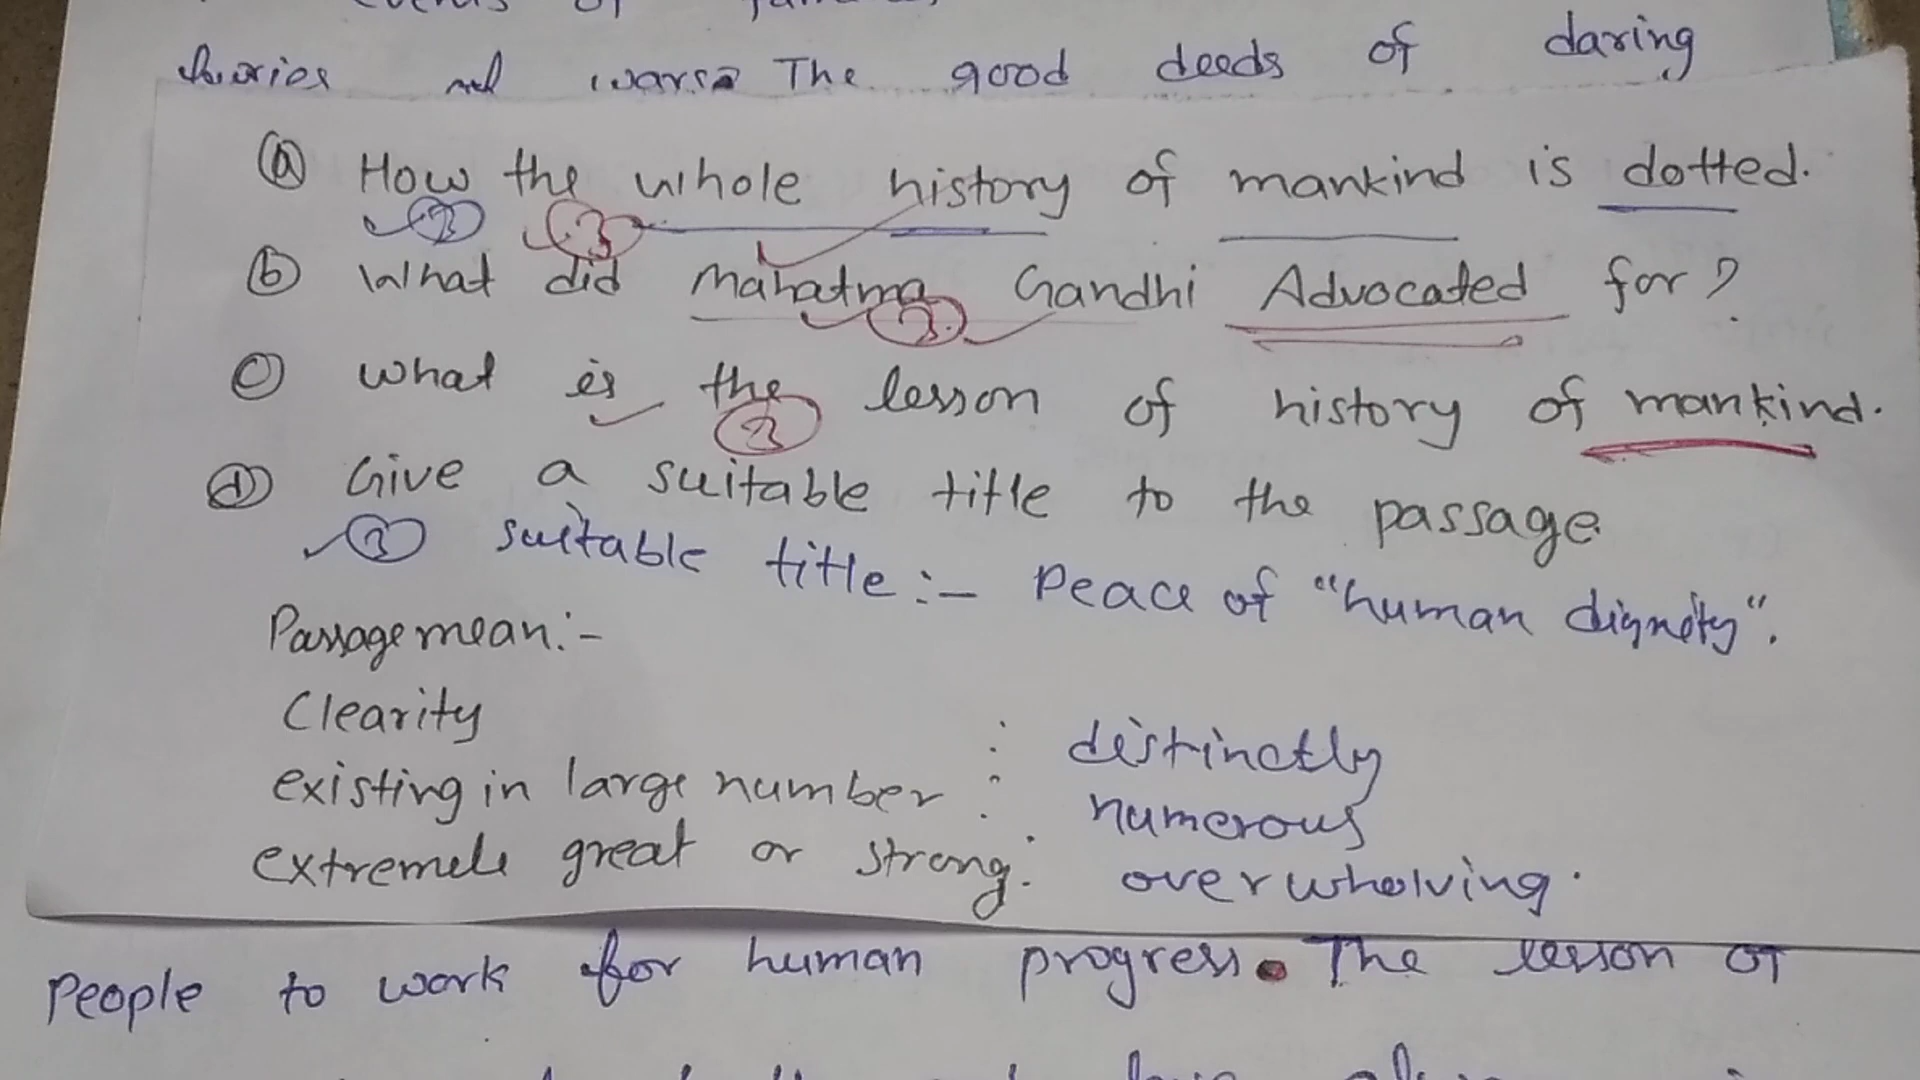 and wars. The good deeds of daring
(a) How the whole history of mankind is dotted.
(b) What did Mahatma Gandhi Advocated for?
(c) what is the lesson of history of mankind.
(d) Give a suitable title to the passage
suitable title:- Peace of "human dignity".
Passage mean:-
Clearity : distinctly
existing in large number : numerous
extremele great or strong : overwholving.
People to work for human progress. The lesson of